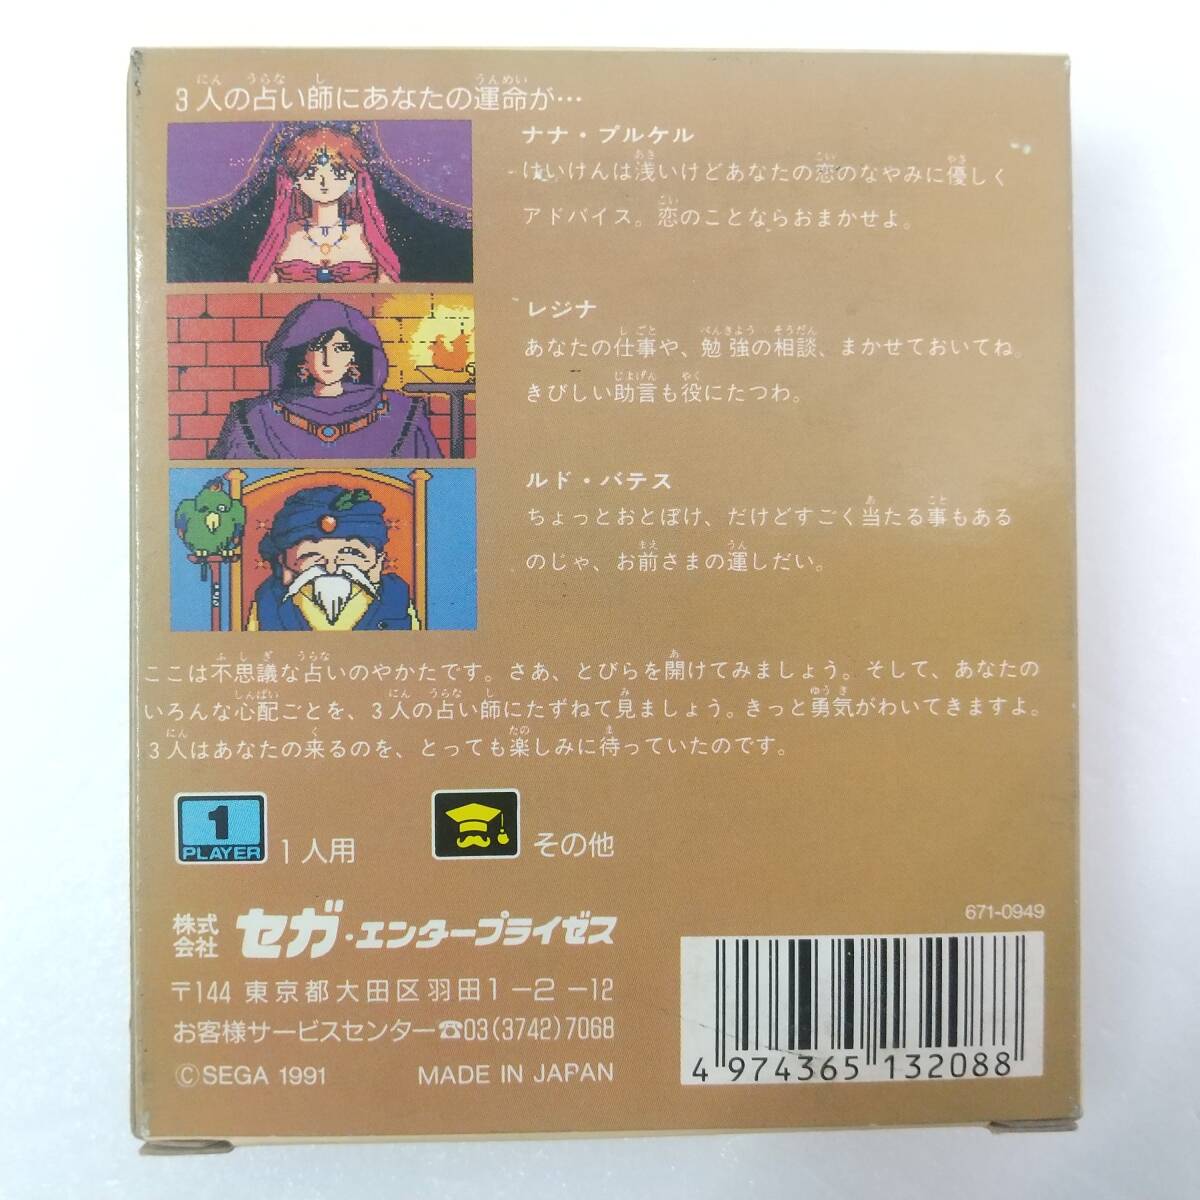 3人の占い師にあなたの運命が…
ナナ・プルケル
けいけんは浅いけどあなたの恋のなやみに優しく
アドバイス。恋のことならおまかせよ。
レジナ
あなたの仕事や、勉強の相談、まかせておいてね。
きびしい助言も役にたつわ。
ルド・バテス
ちょっとおとぼけ、だけどすごく当たる事もある
のじゃ、お前さまの運しだい。
ここは不思議な占いのやかたです。さあ、とびらを開けてみましょう。そして、あなたの
いろんな心配ごとを、3人の占い師にたずねて見ましょう。きっと勇気がわいてきますよ。
3人はあなたの来るのを、とっても楽しみに待っていたのです。
1
PLAYER
1人用
その他
株式会社 セガ・エンタープライゼス
〒144 東京都大田区羽田1-2-12
お客様サービスセンター☎03(3742)7068
©SEGA 1991 MADE IN JAPAN
671-0949
4 974365 132088